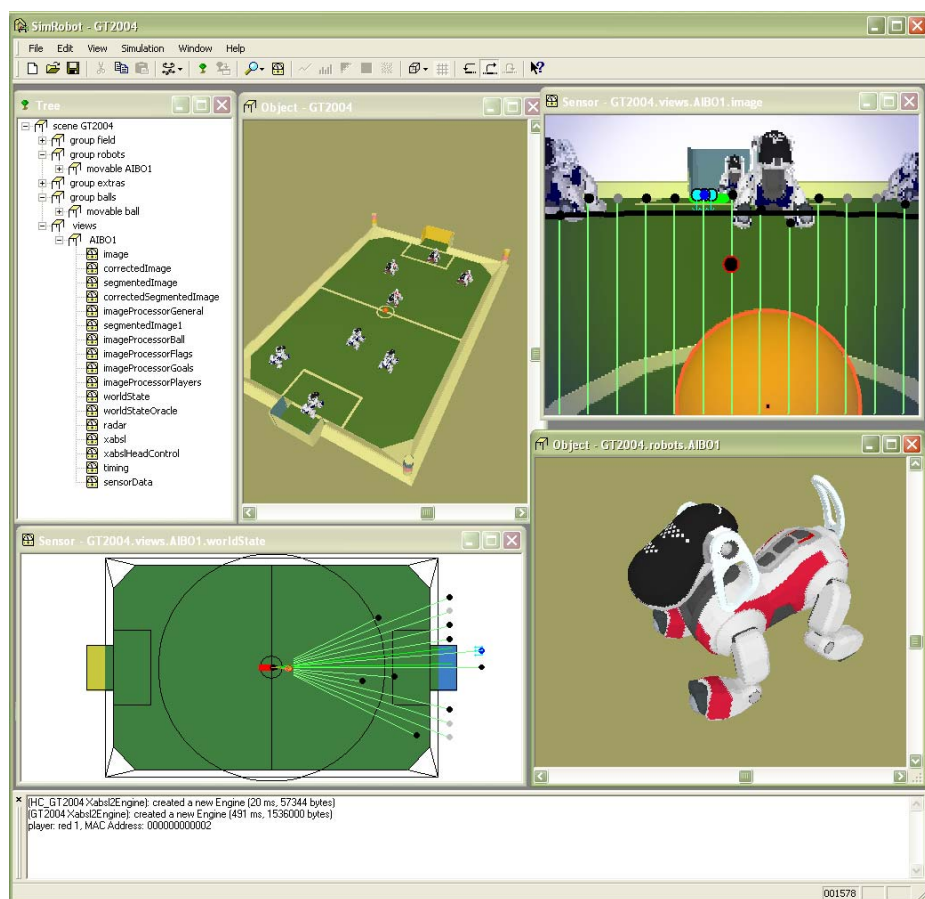 SimRobot - GT2004
File Edit View Simulation Window Help
Tree
scene GT2004
group field
group robots
movable AIBO1
group extras
group balls
movable ball
views
AIBO1
image
correctedImage
segmentedImage
correctedSegmentedImage
imageProcessorGeneral
segmentedImage1
imageProcessorBall
imageProcessorFlags
imageProcessorGoals
imageProcessorPlayers
worldState
worldStateOracle
radar
xabsl
xabslHeadControl
timing
sensorData
Object - GT2004
Sensor - GT2004.views.AIBO1.image
Object - GT2004.robots.AIBO1
Sensor - GT2004.views.AIBO1.worldState
(HC_GT2004 Xabsl2Engine): created a new Engine (20 ms, 57344 bytes)
(GT2004 Xabsl2Engine): created a new Engine (491 ms, 1536000 bytes)
player: red 1, MAC Address: 000000000002
001578